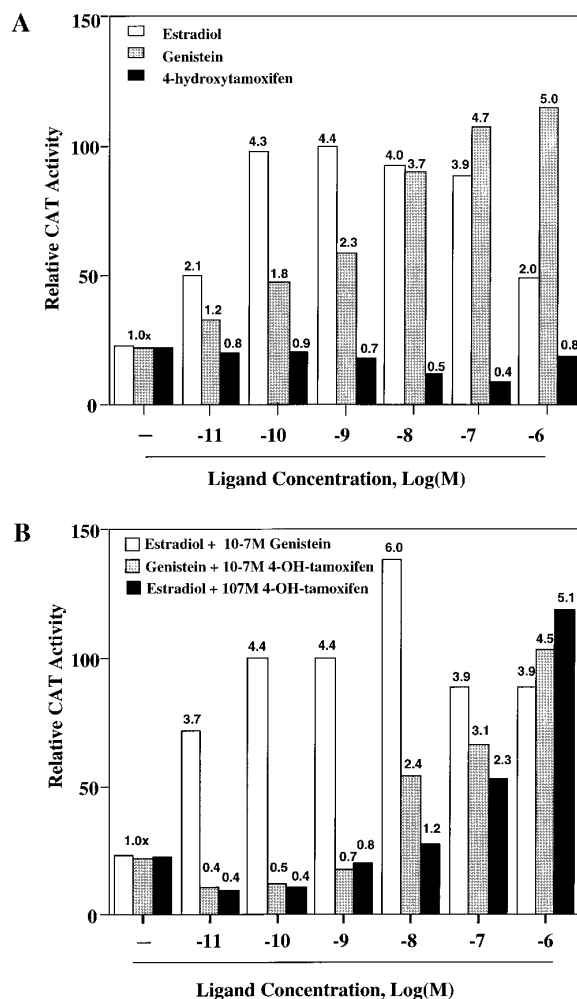 A
150
Estradiol
Genistein
4-hydroxytamoxifen
4.3
4.4
4.0
3.7
3.9
4.7
5.0
100
Relative CAT Activity
2.1
1.8
2.3
2.0
50
1.0x
1.2
0.8
0.9
0.7
0.5
0.4
0.8
0
— -11 -10 -9 -8 -7 -6
Ligand Concentration, Log(M)
B
150
Estradiol + 10-7M Genistein
Genistein + 10-7M 4-OH-tamoxifen
Estradiol + 107M 4-OH-tamoxifen
6.0
5.1
4.4
4.4
3.9
3.9
4.5
100
Relative CAT Activity
3.7
3.1
2.4
2.3
50
1.0x
0.4
0.4
0.5
0.4
0.7
0.8
1.2
0
— -11 -10 -9 -8 -7 -6
Ligand Concentration, Log(M)